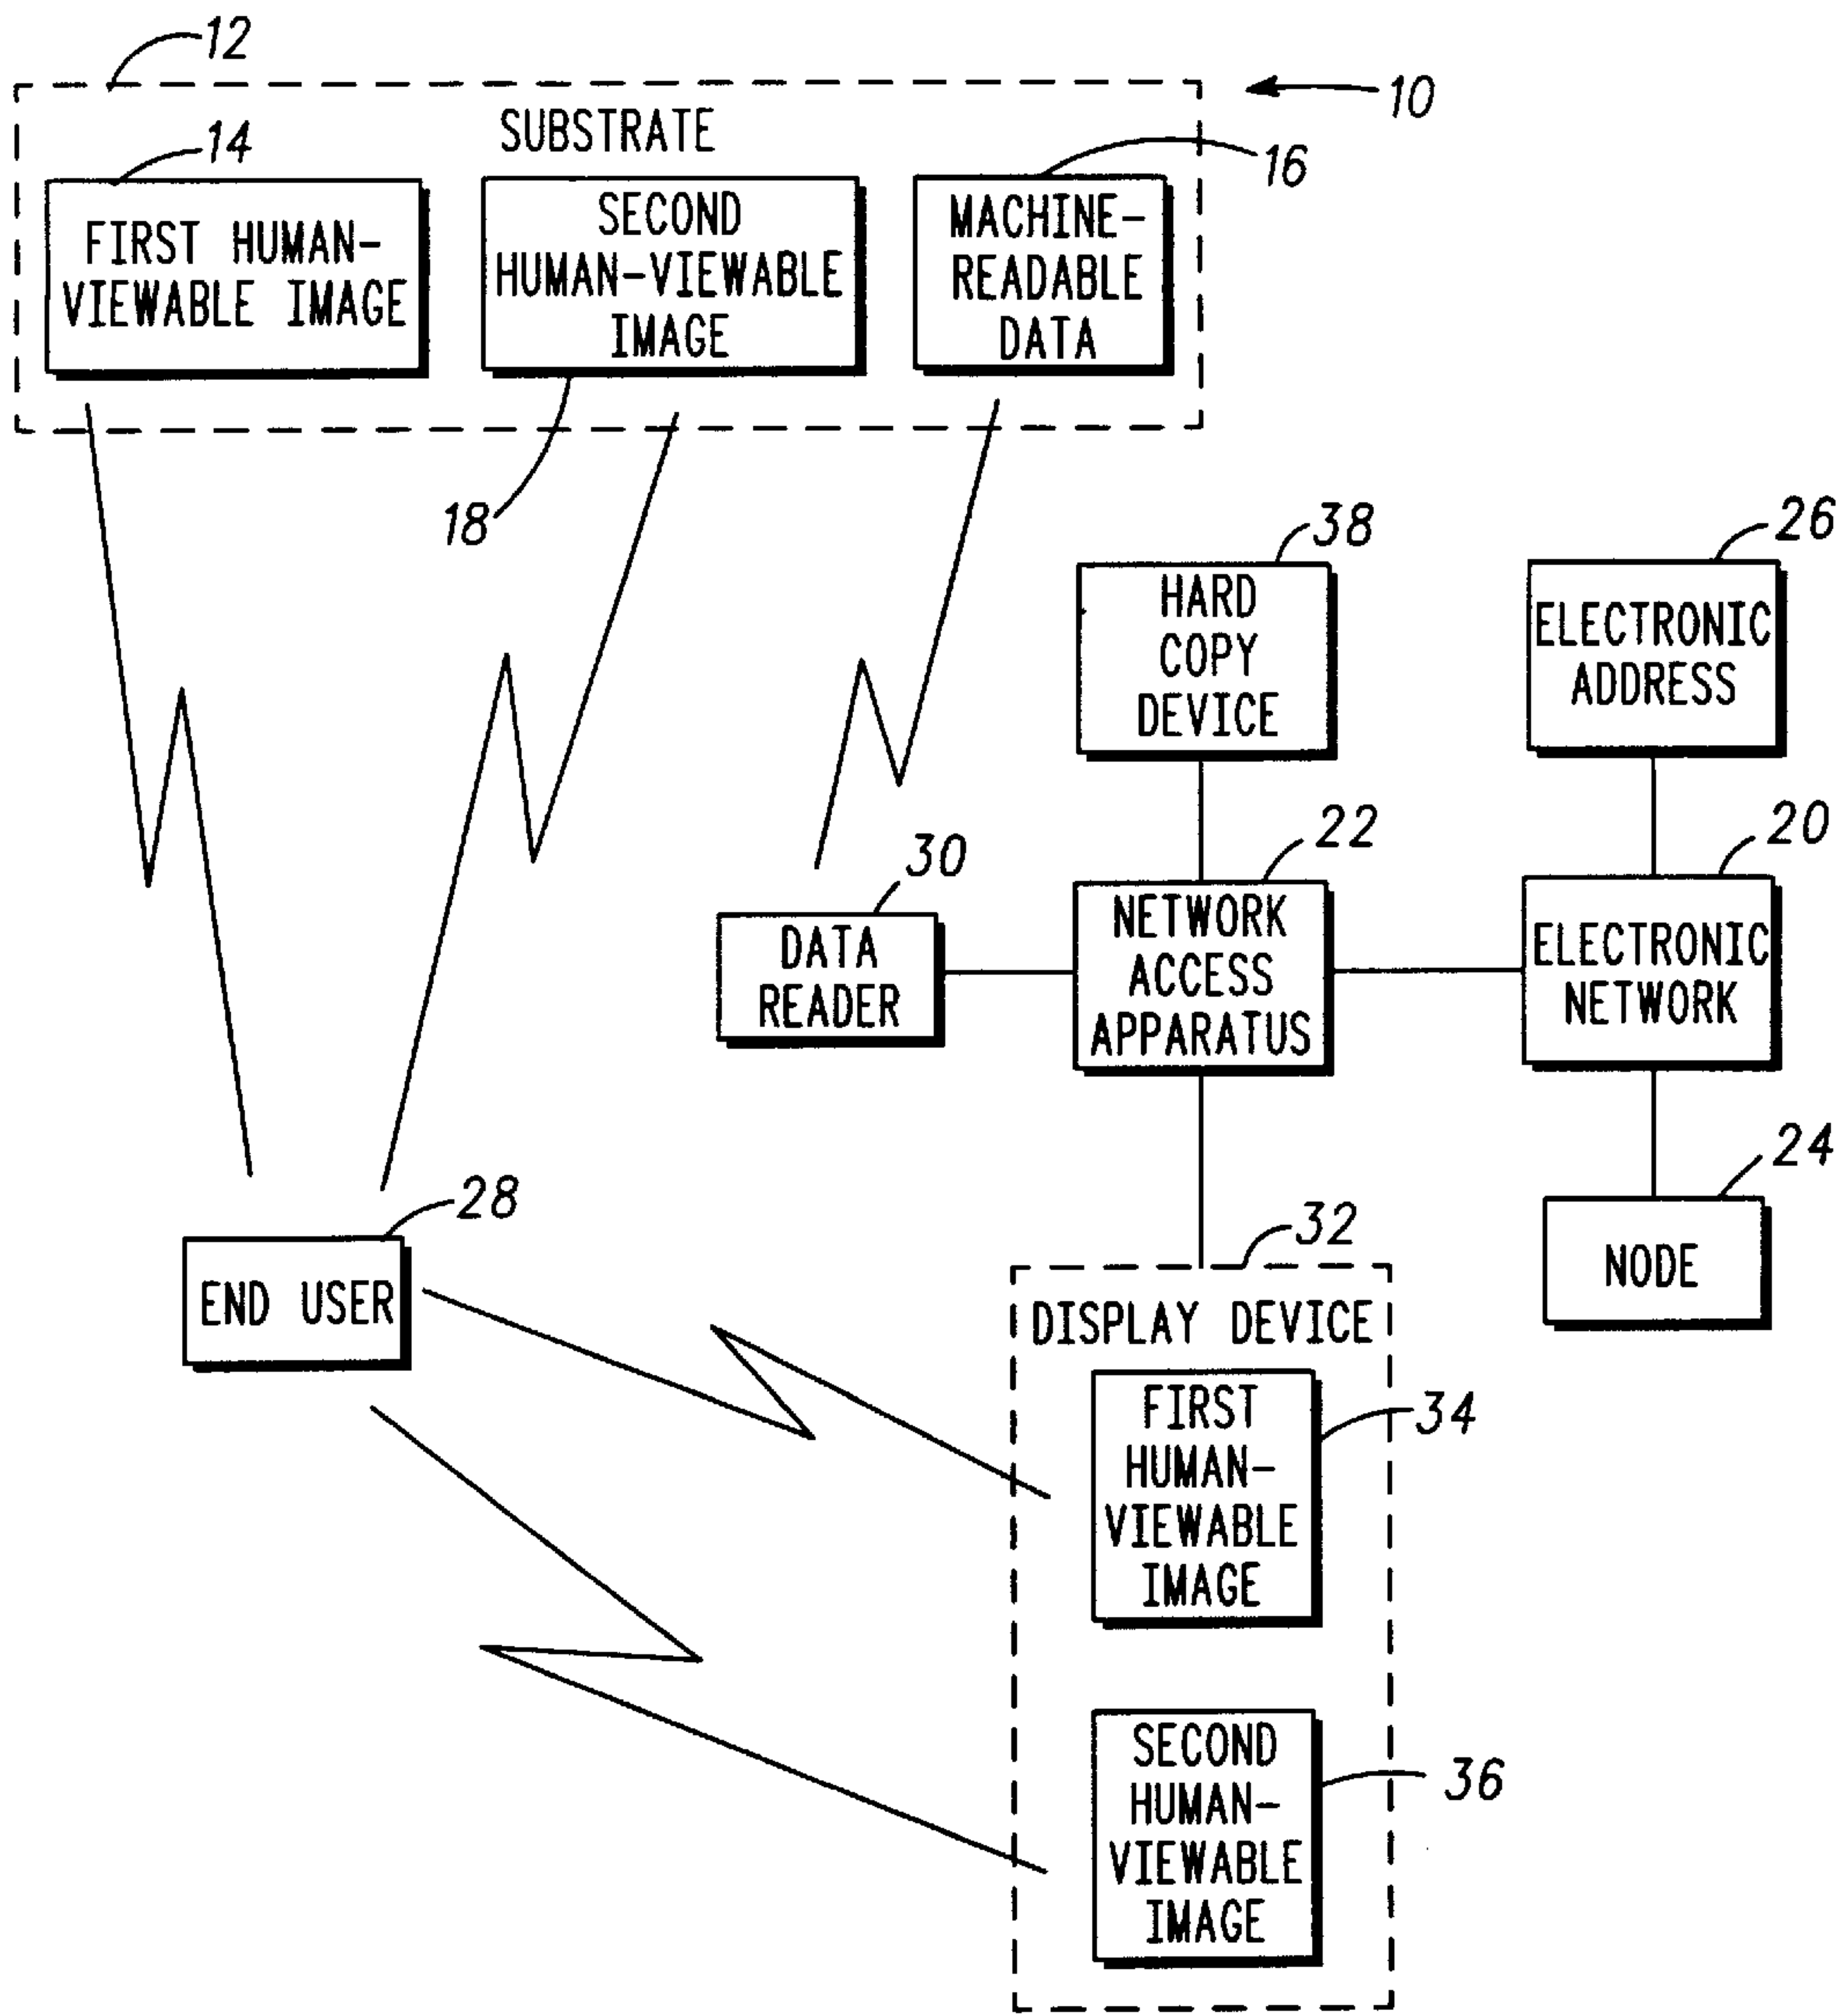 12
10
SUBSTRATE
14
16
FIRST HUMAN-
VIEWABLE IMAGE
SECOND
HUMAN-VIEWABLE
IMAGE
MACHINE-
READABLE
DATA
18
38
26
HARD
COPY
DEVICE
ELECTRONIC
ADDRESS
30
22
20
DATA
READER
NETWORK
ACCESS
APPARATUS
ELECTRONIC
NETWORK
28
24
END USER
32
NODE
DISPLAY DEVICE
FIRST
HUMAN-
VIEWABLE
IMAGE
34
SECOND
HUMAN-
VIEWABLE
IMAGE
36